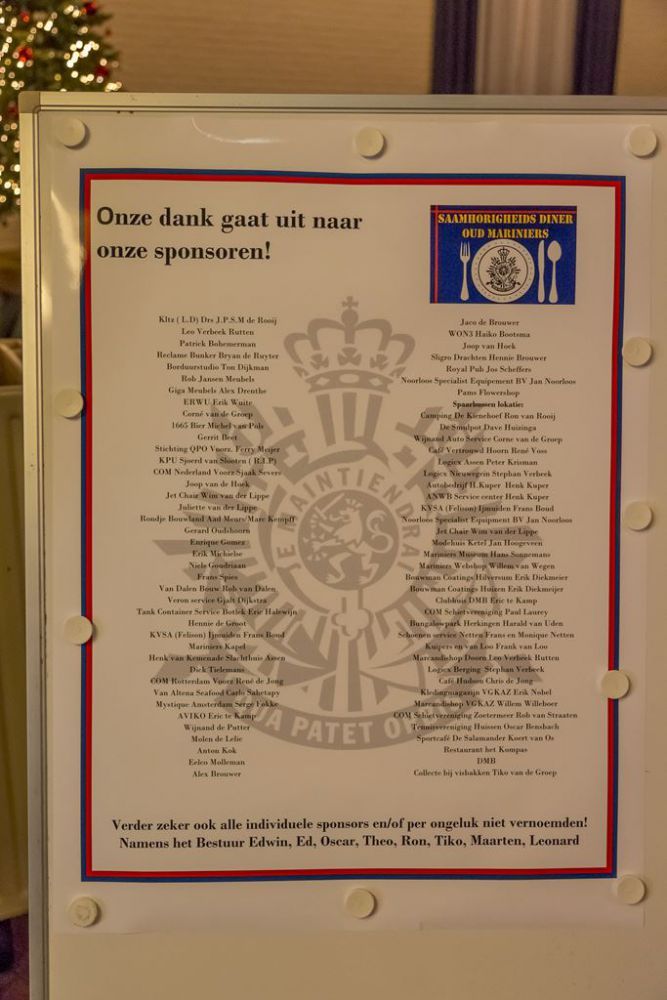 Onze dank gaat uit naar
onze sponsoren!
SAAMHORIGHEIDS DINER
OUD MARINIERS
Kltz ( L.D) Drs J.P.S.M de Rooij
Leo Verbeek Rutten
Patrick Bohemerman
Reclame Bunker Bryan de Ruyter
Borduurstudio Ton Dijkman
Rob Jansen Meubels
Giga Meubels Alex Drenthe
ERWU Erik Wuite
Corné van de Groep
1665 Bier Michel van Pals
Gerrit Beet
Stichting QPO Voorz. Ferry Meijer
KPU Sjoerd van Slooten ( R.I.P)
COM Nederland Voorz Sjaak Severs
Joop van de Hoek
Jet Chair Wim van der Lippe
Juliette van der Lippe
Rondje Bouwland Aad Meurs/Marc Kempff
Gerard Oudshoorn
Enrique Gomez
Erik Michielse
Niels Goudriaan
Frans Spies
Van Dalen Bouw Rob van Dalen
Veron service Gjalt Dijkstra
Tank Container Service Botlek Eric Halewijn
Hennie de Groot
KVSA (Felison) Ijmuiden Frans Boud
Mariniers Kapel
Henk van Kemenade Slachthuis Assen
Dick Tielemans
COM Rotterdam Voorz René de Jong
Van Altena Seafood Carlo Sahetapy
Mystique Amsterdam Serge Fokke
AVIKO Eric te Kamp
Wijnand de Putter
Molen de Lelie
Anton Kok
Eelco Molleman
Alex Brouwer
Jaco de Brouwer
WON3 Haiko Bootsma
Joop van Hoek
Sligro Drachten Hennie Brouwer
Royal Pub Jos Scheffers
Noorloos Specialist Equipement BV Jan Noorloos
Pams Flowershop
Spaarbussen lokatie:
Camping De Kienehoef Ron van Rooij
De Smulpot Dave Huizinga
Wijnand Auto Service Corne van de Groep
Café Vertrouwd Hoorn René Voss
Logicx Assen Peter Krisman
Logicx Nieuwegein Stephan Verbeek
Autobedrijf H.Kuper Henk Kuper
ANWB Service center Henk Kuper
KVSA (Felison) Ijmuiden Frans Boud
Noorloos Specialist Equipment BV Jan Noorloos
Jet Chair Wim van der Lippe
Modehuis Ketel Jan Hoogeveen
Mariniers Museum Hans Sonnemans
Mariniers Webshop Willem van Wegen
Bouwman Coatings Hilversum Erik Diekmeier
Bouwman Coatings Huizen Erik Diekmeijer
Clubhuis DMB Eric te Kamp
COM Schietvereniging Paul Laurey
Bungalowpark Herkingen Harald van Uden
Schoenen service Netten Frans en Monique Netten
Kuipers en van Loo Frank van Loo
Marcandishop Doorn Leo Verbeek Rutten
Logicx Berging Stephan Verbeek
Café Hudson Chris de Jong
Kledingmagazijn VGKAZ Erik Nobel
Marcandishop VGKAZ Willem Willeboer
COM Schietvereniging Zoetermeer Rob van Straaten
Tennisvereniging Huissen Oscar Bensbach
Sportcafé De Salamander Koert van Os
Restaurant het Kompas
DMB
Collecte bij visbakken Tiko van de Groep
JE MAINTIENDRAI
PATET
Verder zeker ook alle individuele sponsors en/of per ongeluk niet vernoemden!
Namens het Bestuur Edwin, Ed, Oscar, Theo, Ron, Tiko, Maarten, Leonard